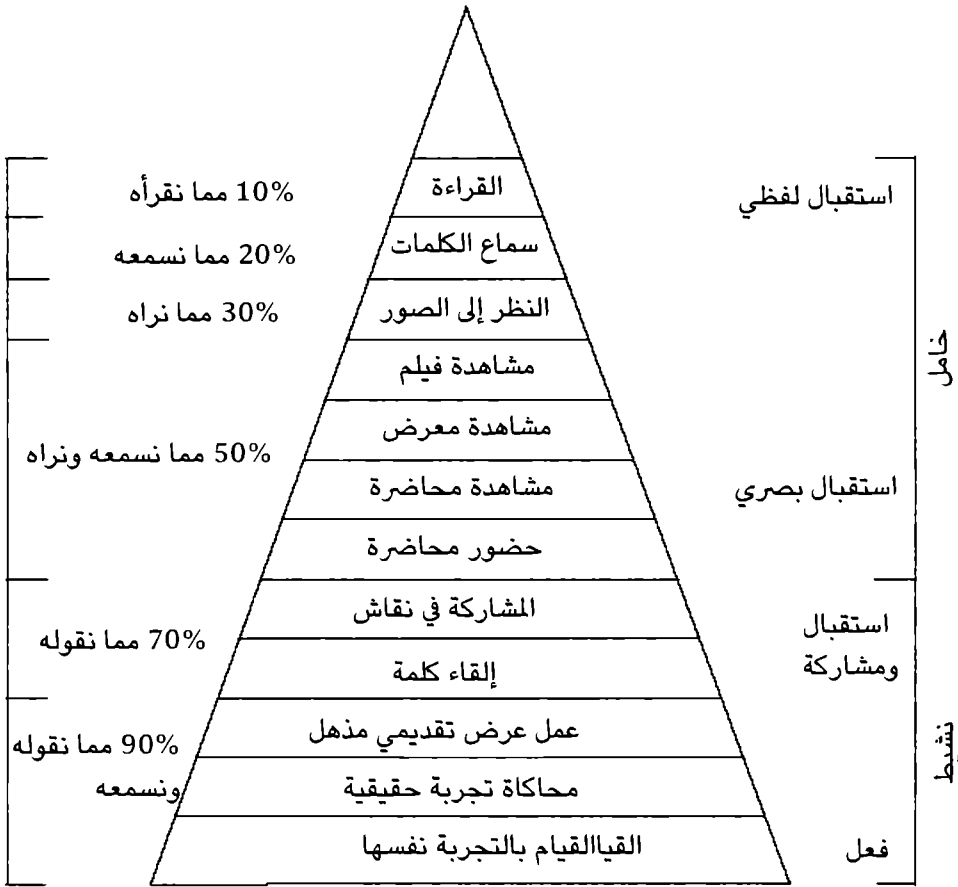 استقبال لفظي
القراءة
10% مما نقرأه
سماع الكلمات
20% مما نسمعه
النظر إلى الصور
30% مما نراه
خامل
مشاهدة فيلم
مشاهدة معرض
50% مما نسمعه ونراه
استقبال بصري
مشاهدة محاضرة
حضور محاضرة
استقبال
ومشاركة
المشاركة في نقاش
70% مما نقوله
إلقاء كلمة
نشيط
عمل عرض تقديمي مذهل
90% مما نقوله
ونسمعه
محاكاة تجربة حقيقية
فعل
القياالقيام بالتجربة نفسها